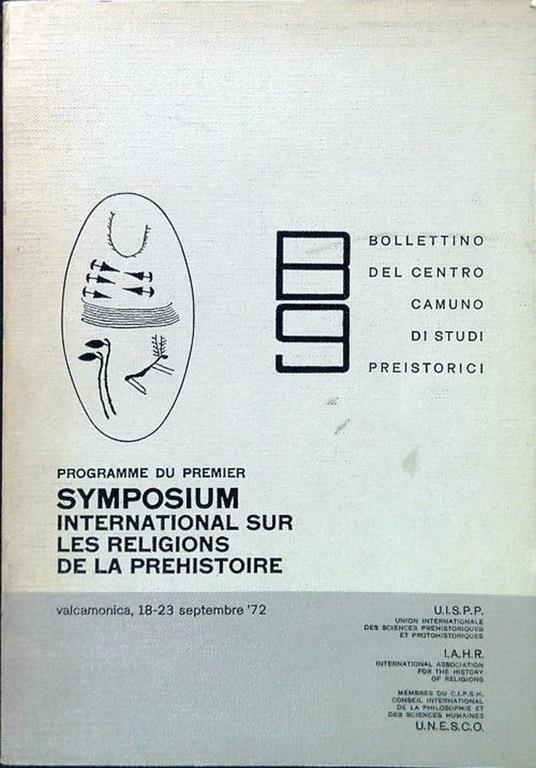 B
9
BOLLETTINO
DEL CENTRO
CAMUNO
DI STUDI
PREISTORICI
PROGRAMME DU PREMIER
SYMPOSIUM
INTERNATIONAL SUR
LES RELIGIONS
DE LA PREHISTOIRE
valcamonica, 18-23 septembre '72
U.I.S.P.P.
UNION INTERNATIONALE
DES SCIENCES PRÉHISTORIQUES
ET PROTOHISTORIQUES
I.A.H.R.
INTERNATIONAL ASSOCIATION
FOR THE HISTORY
OF RELIGIONS
MEMBRES DU C.I.P.S.H.
CONSEIL INTERNATIONAL
DE LA PHILOSOPHIE ET
DES SCIENCES HUMAINES
U.N.E.S.C.O.